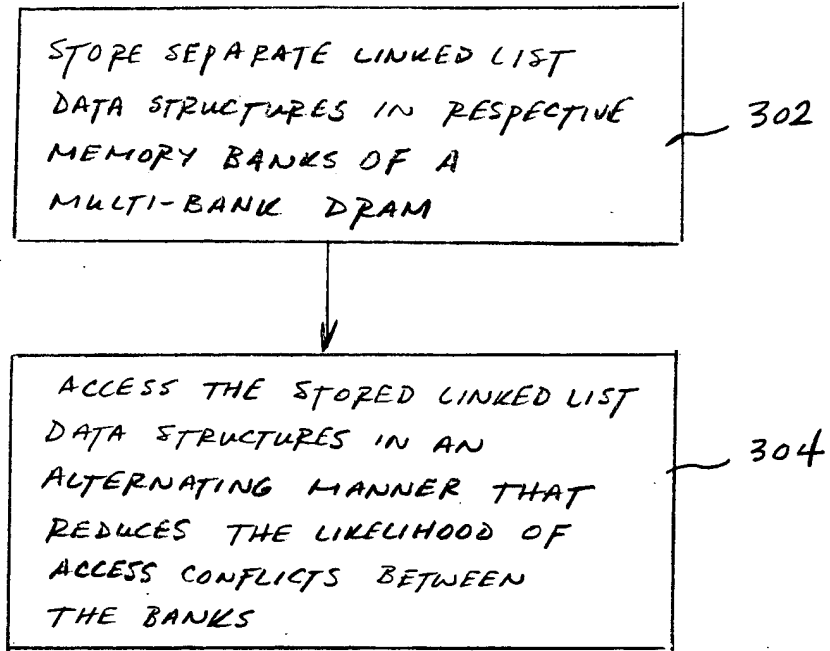 STORE SEPARATE LINKED LIST
DATA STRUCTURES IN RESPECTIVE
MEMORY BANKS OF A
MULTI-BANK DRAM
302
ACCESS THE STORED LINKED LIST
DATA STRUCTURES IN AN
ALTERNATING MANNER THAT
REDUCES THE LIKELIHOOD OF
ACCESS CONFLICTS BETWEEN
THE BANKS
304